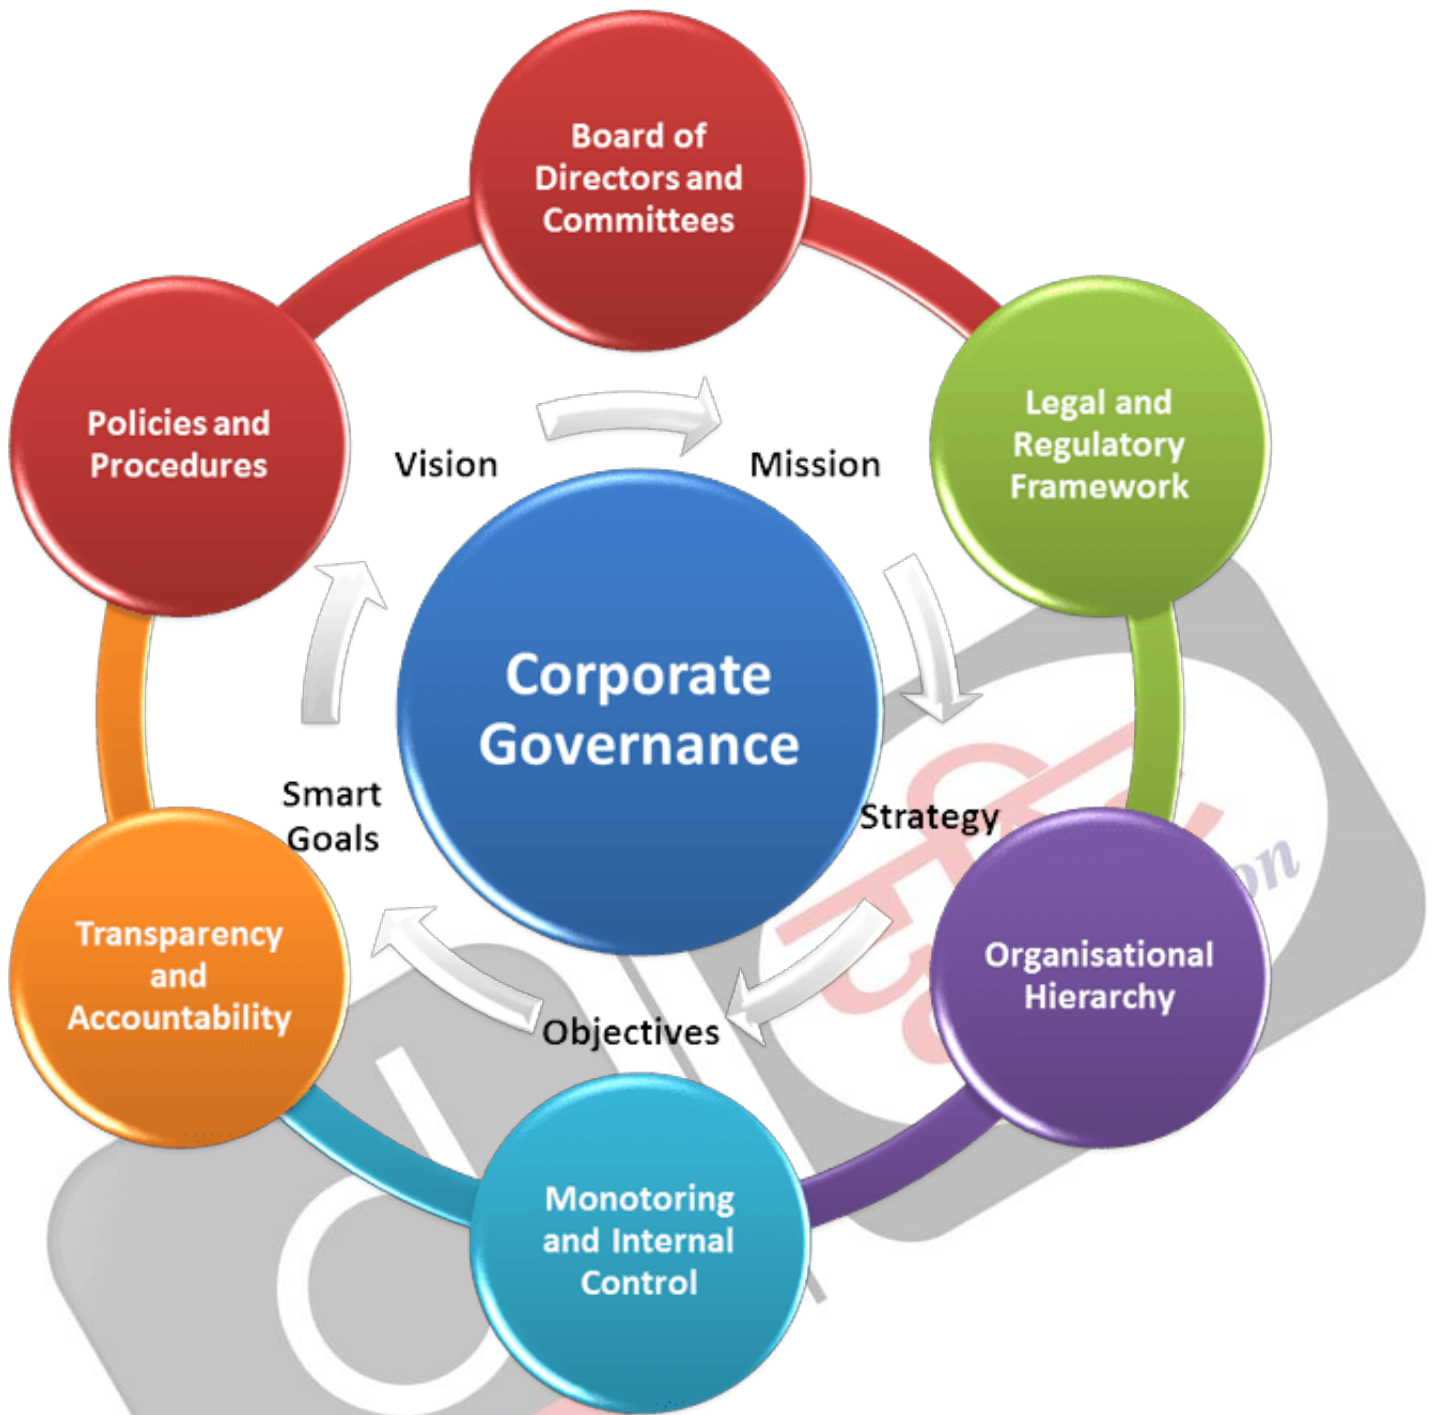 Board of
Directors and
Committees
Policies and
Procedures
Legal and
Regulatory
Framework
Vision
Mission
Corporate
Governance
Smart
Goals
Strategy
Transparency
and
Accountability
Organisational
Hierarchy
Objectives
Monotoring
and Internal
Control